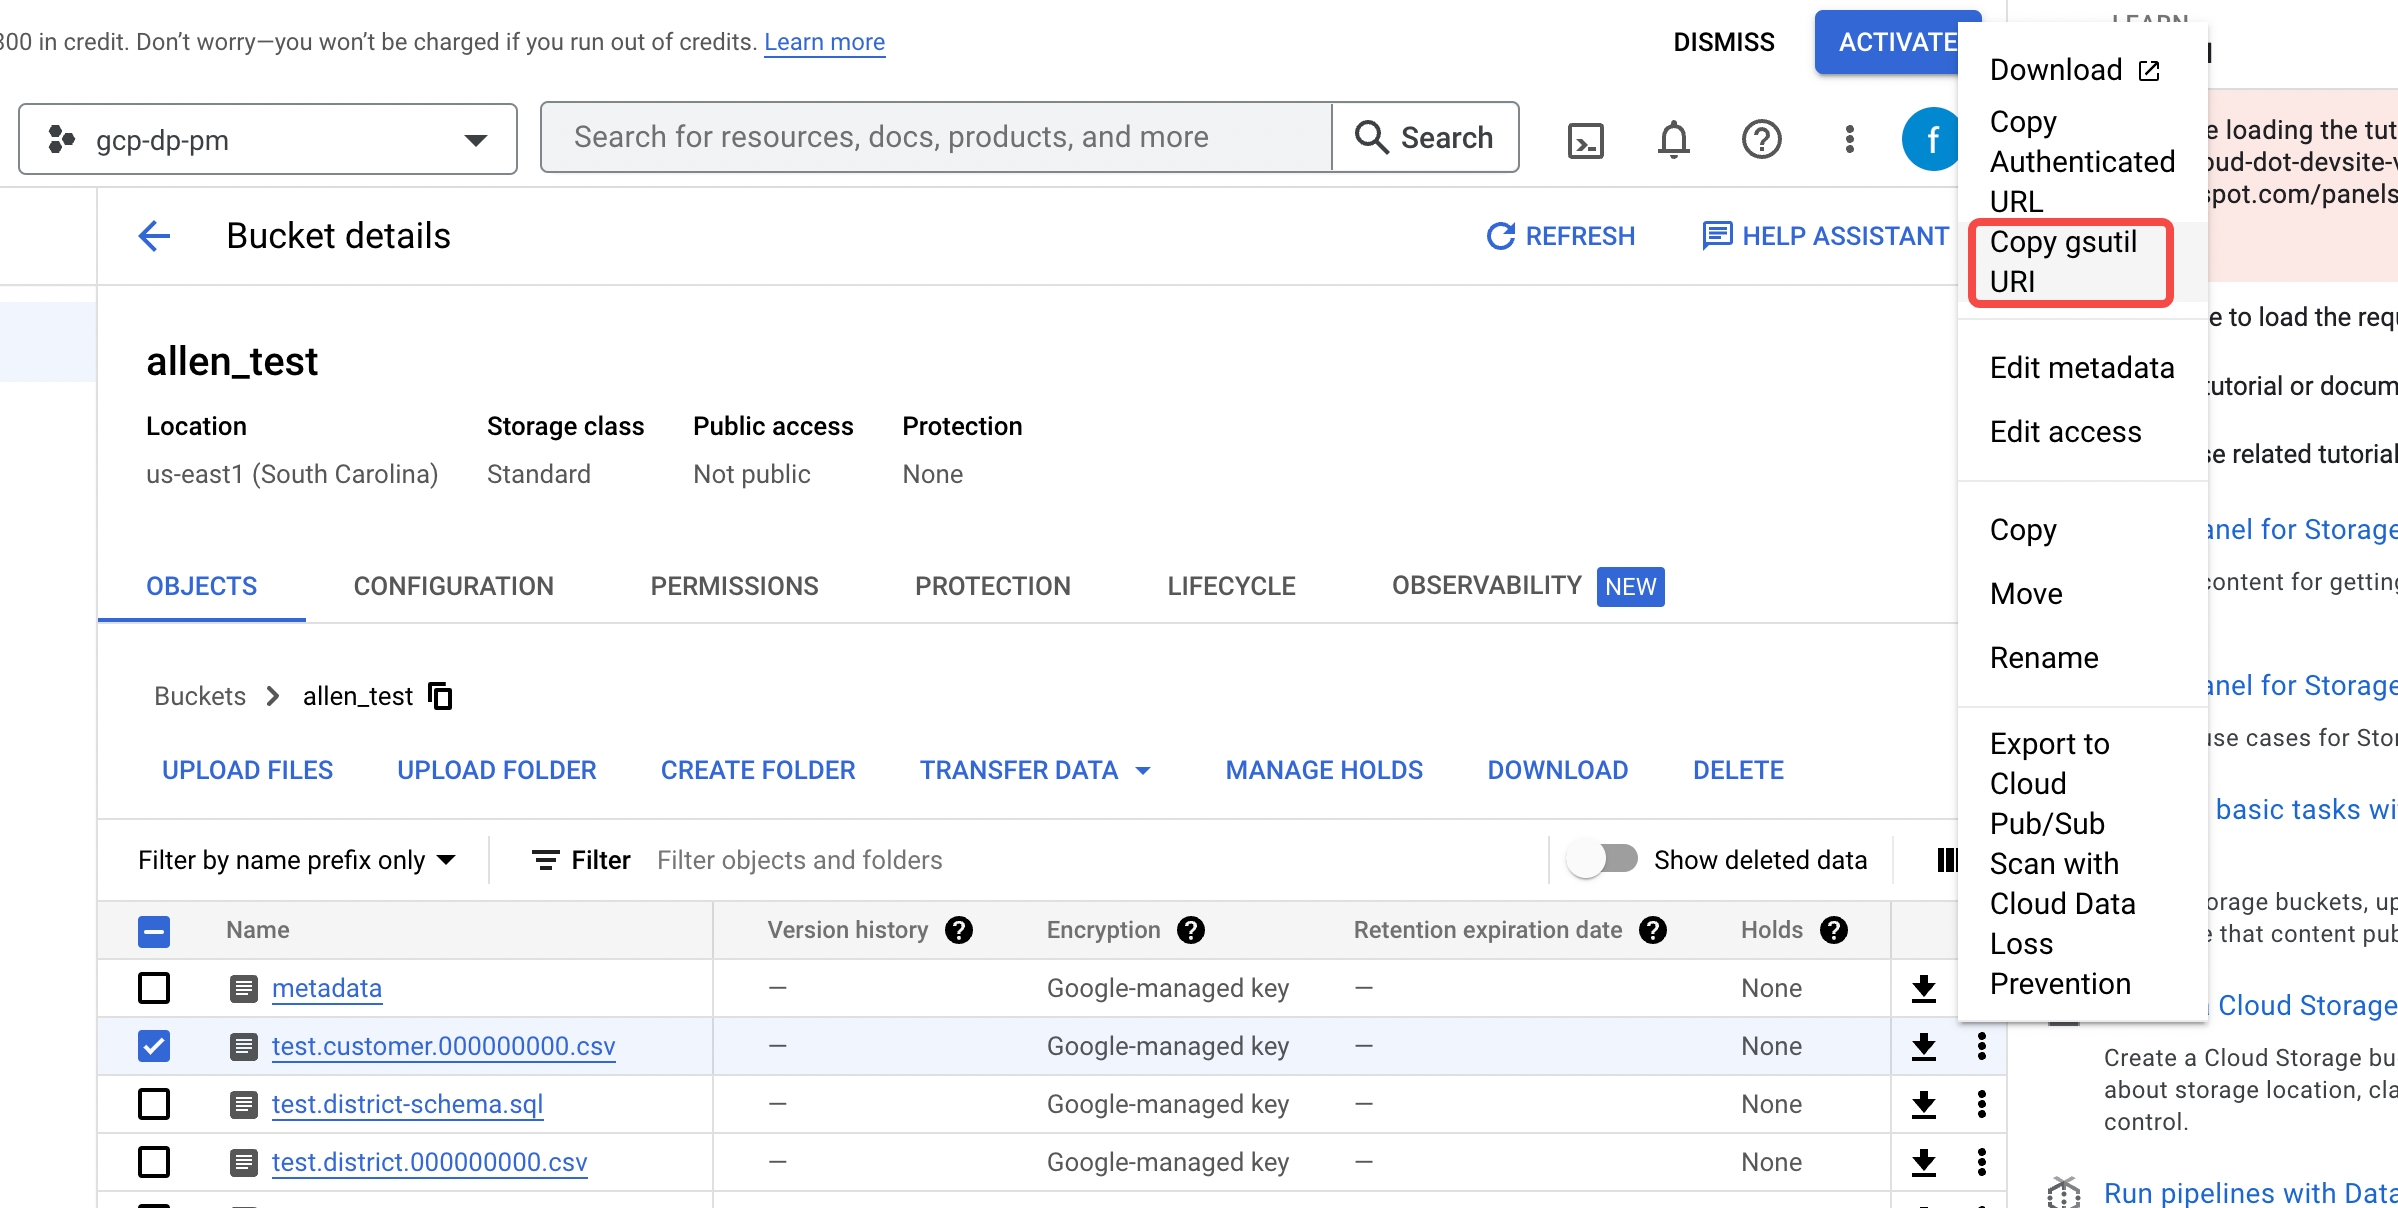 300 in credit. Don’t worry—you won’t be charged if you run out of credits. Learn more
DISMISS
ACTIVATE
gcp-dp-pm
Search for resources, docs, products, and more
Search
f
Bucket details
REFRESH
HELP ASSISTANT
allen_test
Location
Storage class
Public access
Protection
us-east1 (South Carolina)
Standard
Not public
None
OBJECTS
CONFIGURATION
PERMISSIONS
PROTECTION
LIFECYCLE
OBSERVABILITY
NEW
Buckets
allen_test
UPLOAD FILES
UPLOAD FOLDER
CREATE FOLDER
TRANSFER DATA
MANAGE HOLDS
DOWNLOAD
DELETE
Filter by name prefix only
Filter
Filter objects and folders
Show deleted data
Name
Version history
Encryption
Retention expiration date
Holds
metadata
—
Google-managed key
—
None
test.customer.000000000.csv
—
Google-managed key
—
None
test.district-schema.sql
—
Google-managed key
—
None
test.district.000000000.csv
—
Google-managed key
—
None
Download
Copy
Authenticated
URL
Copy gsutil
URI
Edit metadata
Edit access
Copy
Move
Rename
Export to
Cloud
Pub/Sub
Scan with
Cloud Data
Loss
Prevention
LEARN
e loading the tut
oud-dot-devsite-v
spot.com/panels
e to load the requ
tutorial or docum
se related tutorial
anel for Storage
content for getting
anel for Storage
use cases for Stor
basic tasks wi
orage buckets, up
e that content pub
Cloud Storage
Create a Cloud Storage bu
about storage location, cla
control.
Run pipelines with Data